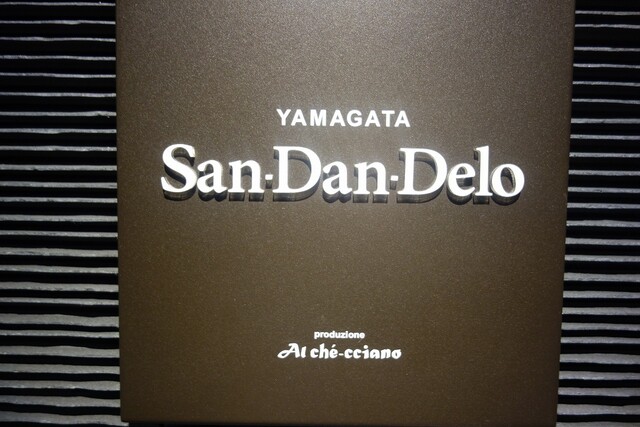 YAMAGATA
San-Dan-Delo
produzione
Al ché-cciano